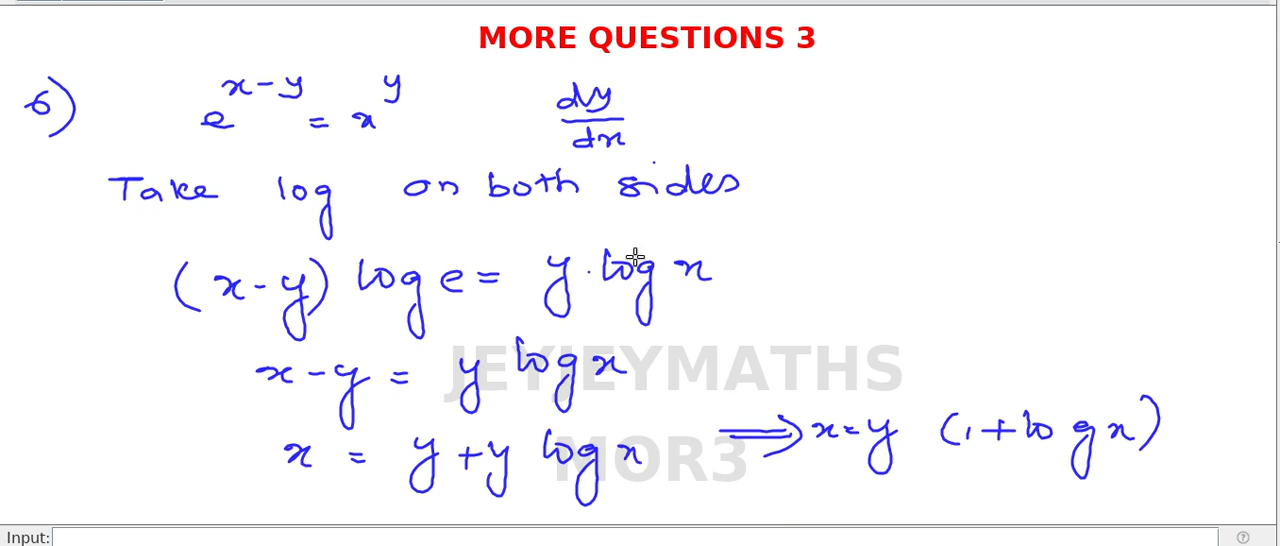 MORE QUESTIONS 3
6) e^{x-y} = x^y dy/dx
Take log on both sides
(x-y) log e = y . log x
x-y = y log x
x = y + y log x ⟹ x = y (1 + log x)
JEYJEYMATHS
MOR3
Input: